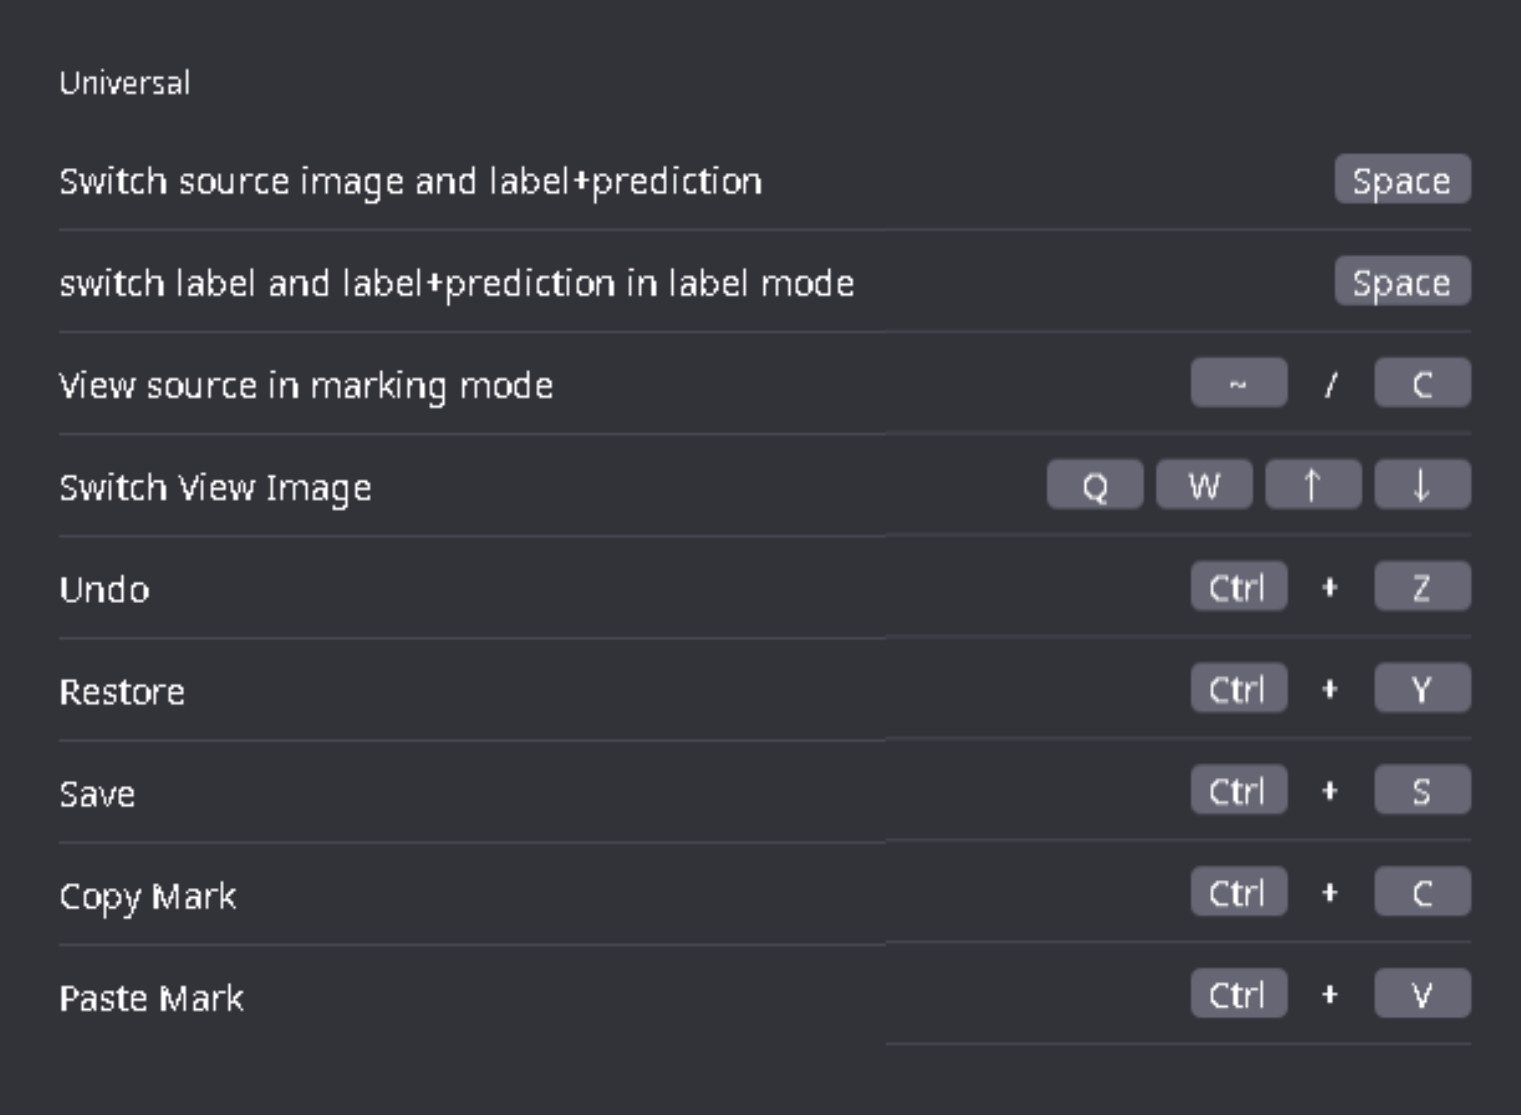 Universal
Switch source image and label+prediction Space
switch label and label+prediction in label mode Space
View source in marking mode ~ / C
Switch View Image Q W ↑ ↓
Undo Ctrl + Z
Restore Ctrl + Y
Save Ctrl + S
Copy Mark Ctrl + C
Paste Mark Ctrl + V